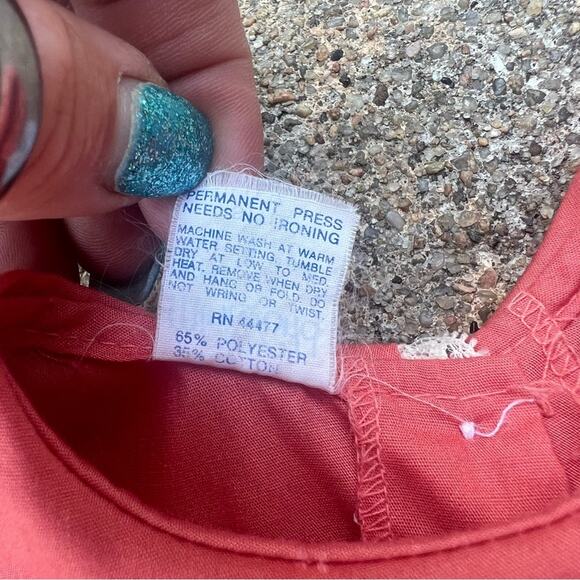 PERMANENT PRESS
NEEDS NO IRONING
MACHINE WASH AT WARM
WATER SETTING, TUMBLE
DRY AT LOW TO MED.
HEAT. REMOVE WHEN DRY
AND HANG OR FOLD. DO
NOT WRING OR TWIST.
RN 44477
65% POLYESTER
35% COTTON